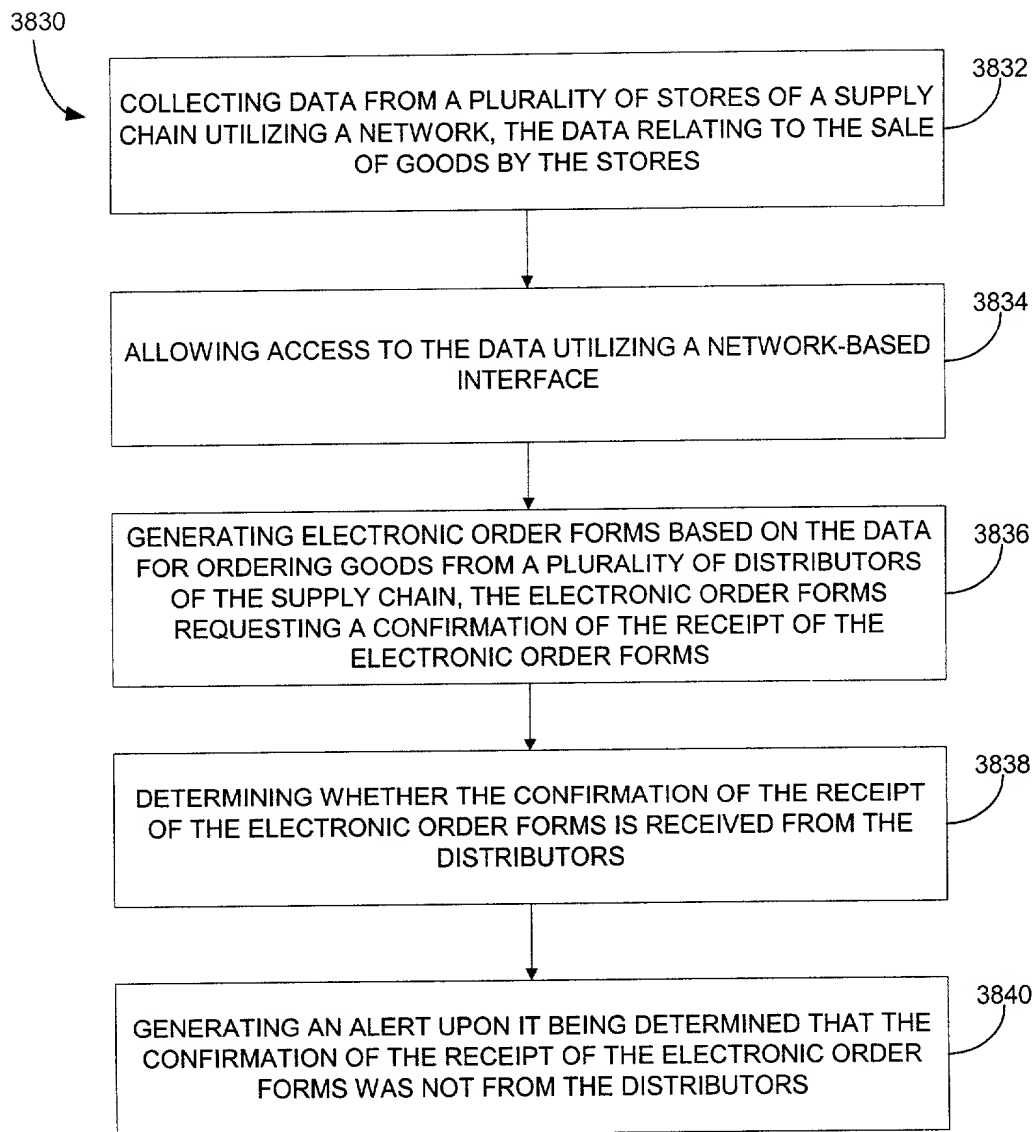 3830
3832
COLLECTING DATA FROM A PLURALITY OF STORES OF A SUPPLY
CHAIN UTILIZING A NETWORK, THE DATA RELATING TO THE SALE
OF GOODS BY THE STORES
3834
ALLOWING ACCESS TO THE DATA UTILIZING A NETWORK-BASED
INTERFACE
3836
GENERATING ELECTRONIC ORDER FORMS BASED ON THE DATA
FOR ORDERING GOODS FROM A PLURALITY OF DISTRIBUTORS
OF THE SUPPLY CHAIN, THE ELECTRONIC ORDER FORMS
REQUESTING A CONFIRMATION OF THE RECEIPT OF THE
ELECTRONIC ORDER FORMS
3838
DETERMINING WHETHER THE CONFIRMATION OF THE RECEIPT
OF THE ELECTRONIC ORDER FORMS IS RECEIVED FROM THE
DISTRIBUTORS
3840
GENERATING AN ALERT UPON IT BEING DETERMINED THAT THE
CONFIRMATION OF THE RECEIPT OF THE ELECTRONIC ORDER
FORMS WAS NOT FROM THE DISTRIBUTORS